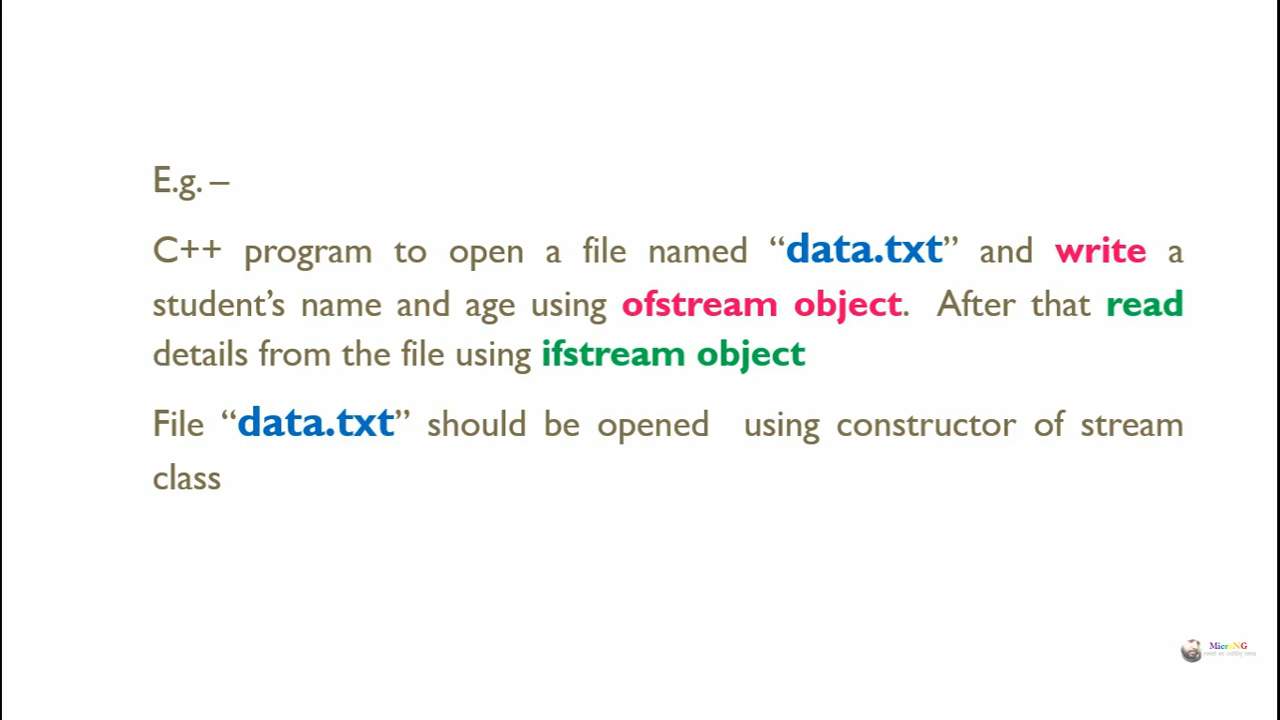 E.g. –
C++ program to open a file named “data.txt” and write a
student’s name and age using ofstream object. After that read
details from the file using ifstream object
File “data.txt” should be opened using constructor of stream
class
MicroNG